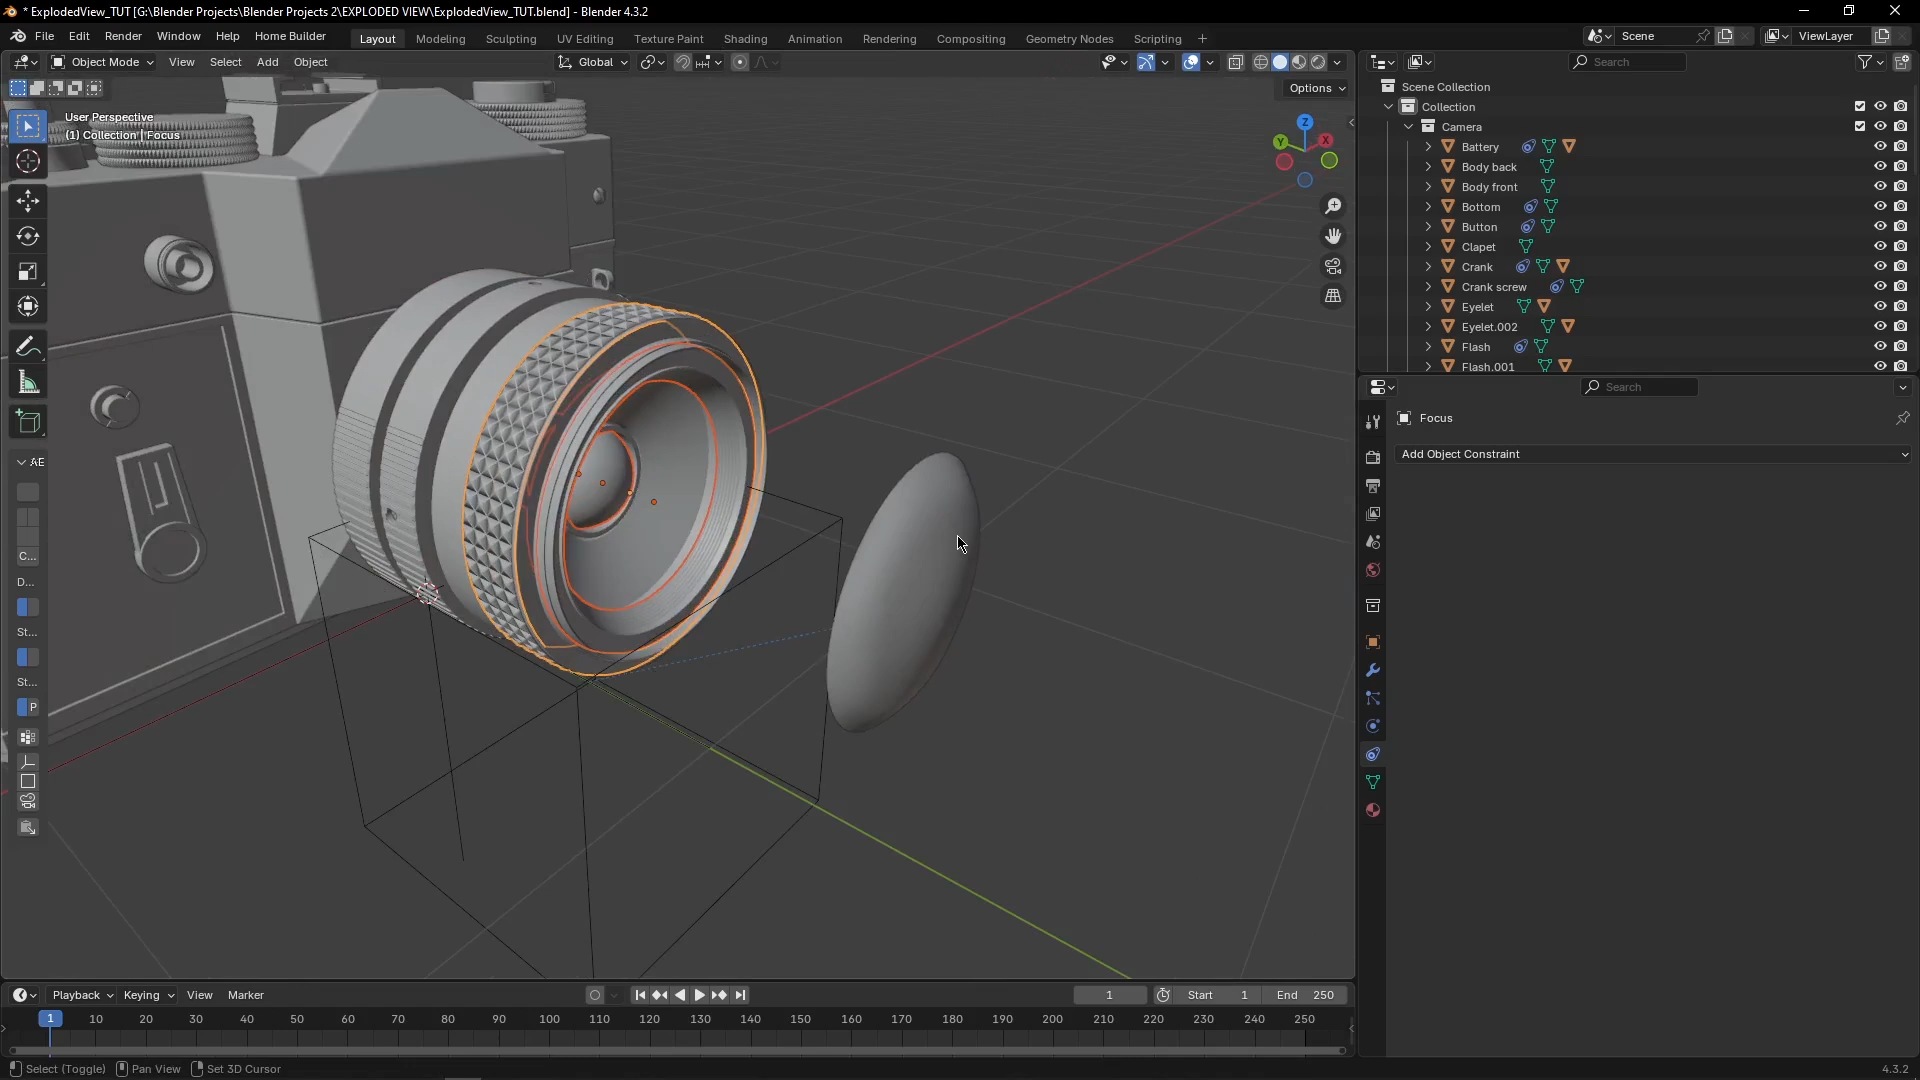 * ExplodedView_TUT [G:\Blender Projects\Blender Projects 2\EXPLODED VIEW\ExplodedView_TUT.blend] - Blender 4.3.2
File Edit Render Window Help Home Builder
Layout Modeling Sculpting UV Editing Texture Paint Shading Animation Rendering Compositing Geometry Nodes Scripting +
Scene
ViewLayer
Object Mode View Select Add Object
Global
Options
Search
User Perspective
(1) Collection | Focus
Z
Y
X
AE
C...
D...
St...
St...
P
Scene Collection
Collection
Camera
Battery
Body back
Body front
Bottom
Button
Clapet
Crank
Crank screw
Eyelet
Eyelet.002
Flash
Flash.001
Search
Focus
Add Object Constraint
Playback Keying View Marker
1
Start 1
End 250
1 10 20 30 40 50 60 70 80 90 100 110 120 130 140 150 160 170 180 190 200 210 220 230 240 250
Select (Toggle) Pan View Set 3D Cursor
4.3.2